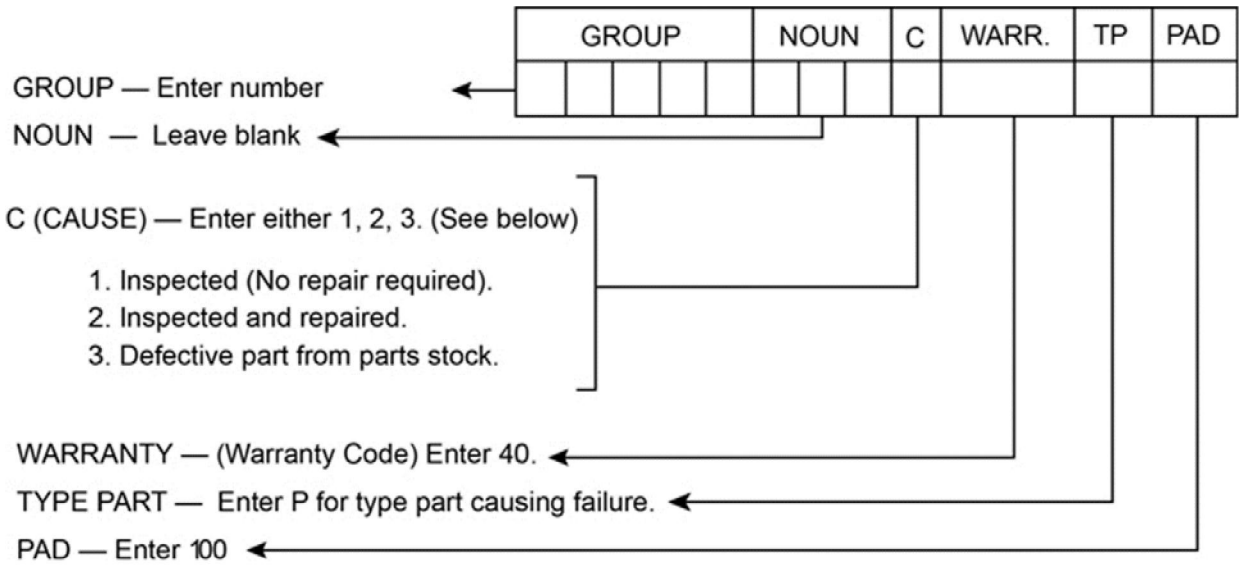 GROUP NOUN C WARR. TP PAD
GROUP — Enter number
NOUN — Leave blank
C (CAUSE) — Enter either 1, 2, 3. (See below)
1. Inspected (No repair required).
2. Inspected and repaired.
3. Defective part from parts stock.
WARRANTY — (Warranty Code) Enter 40.
TYPE PART — Enter P for type part causing failure.
PAD — Enter 100